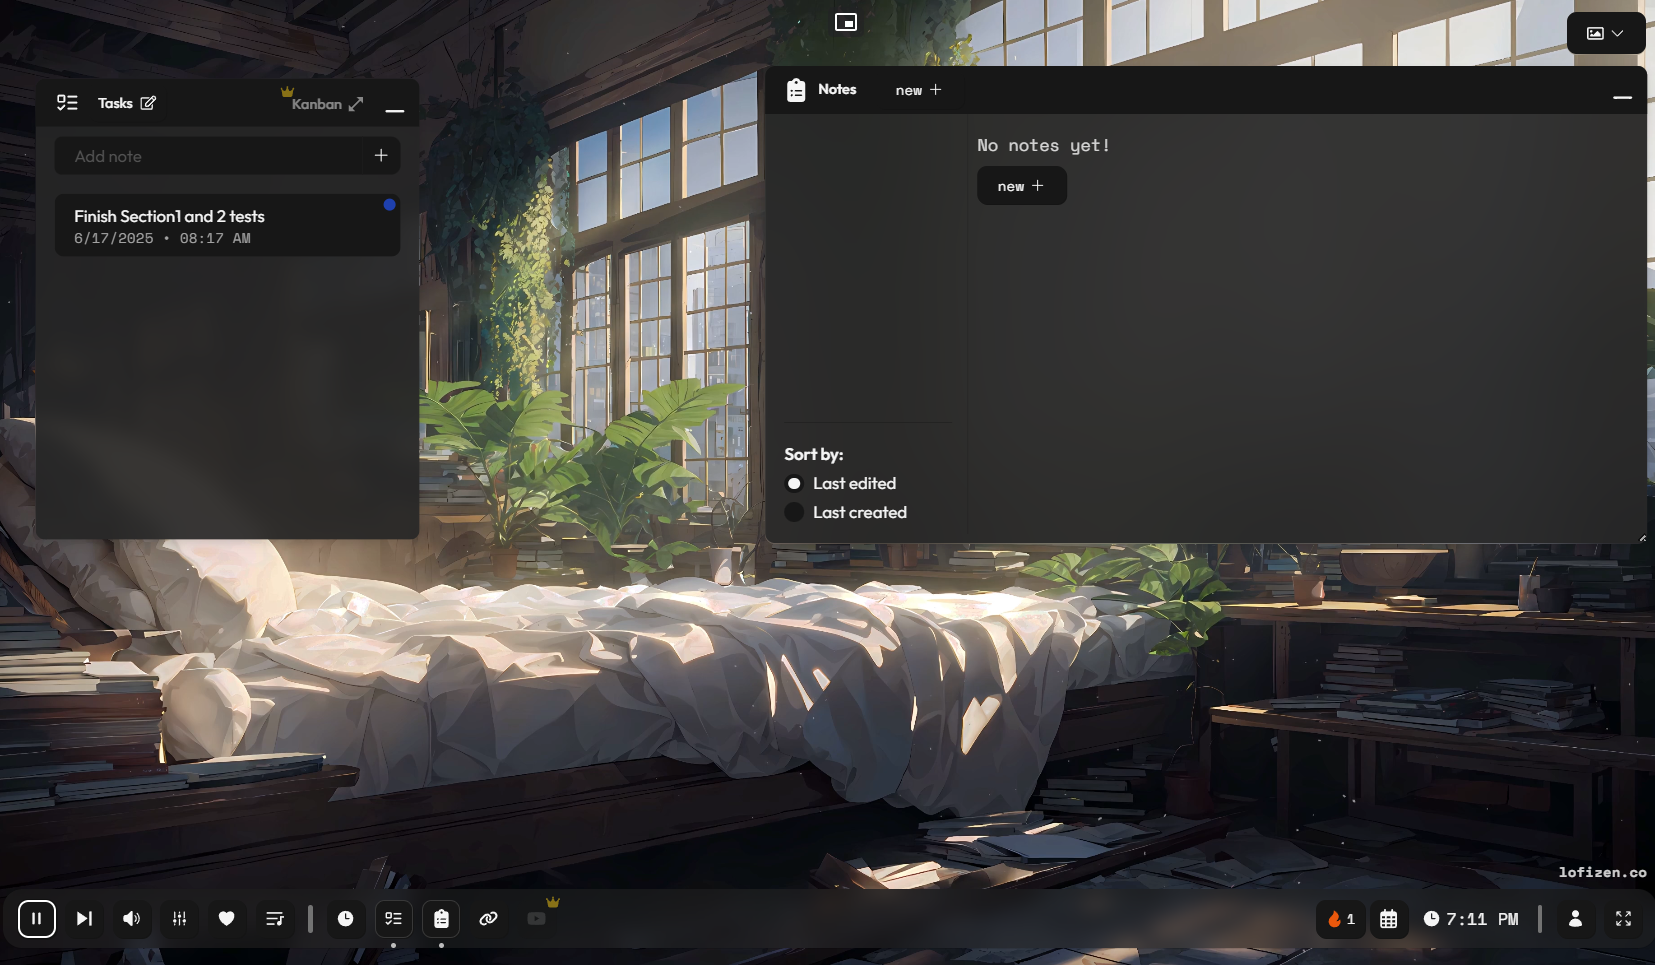 Tasks
Kanban
Add note
Finish Section1 and 2 tests
6/17/2025 • 08:17 AM
Notes
new +
No notes yet!
new +
Sort by:
Last edited
Last created
lofizen.co
1
7:11 PM